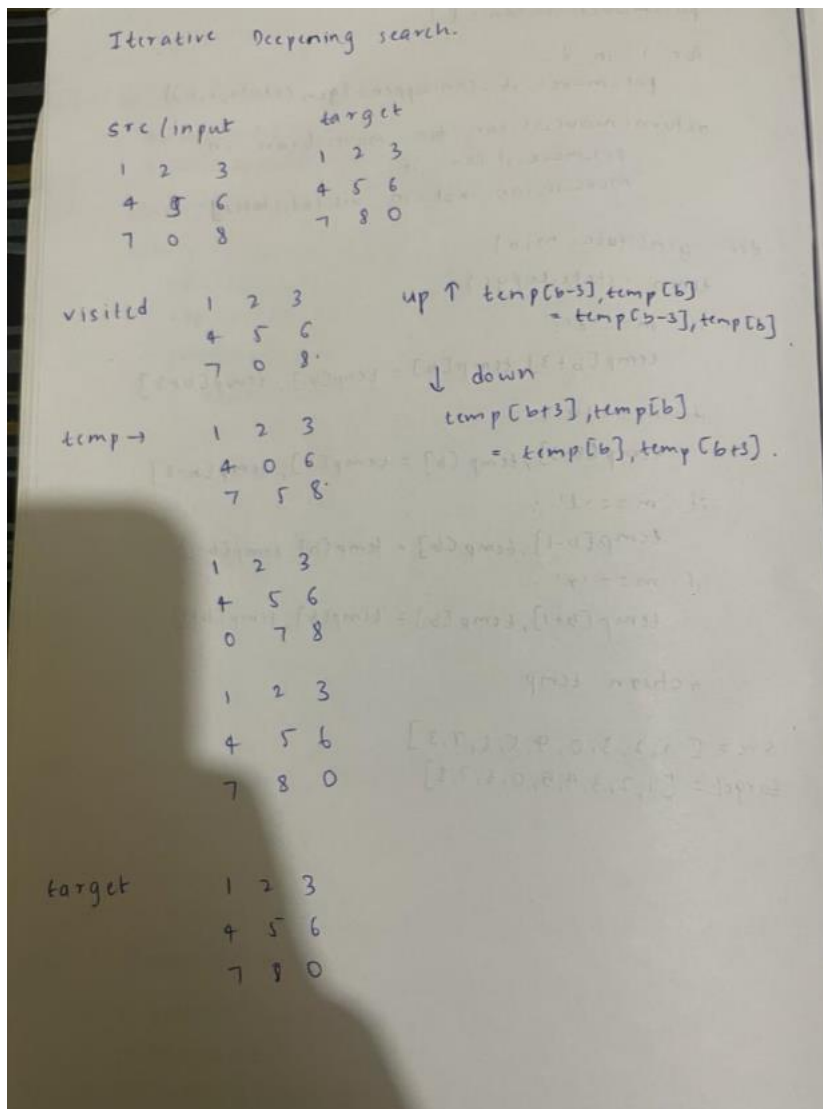 Iterative Deepening search.
src/input target
1 2 3 1 2 3
4 5 6 4 5 6
7 0 8 7 8 0
visited 1 2 3
4 5 6
7 0 8
up ↑ temp[b-3], temp[b]
= temp[b-3], temp[b]
↓ down
temp[b+3], temp[b]
= temp[b], temp[b+3].
temp → 1 2 3
4 0 6
7 5 8
1 2 3
4 5 6
0 7 8
1 2 3
4 5 6
7 8 0
target 1 2 3
4 5 6
7 8 0